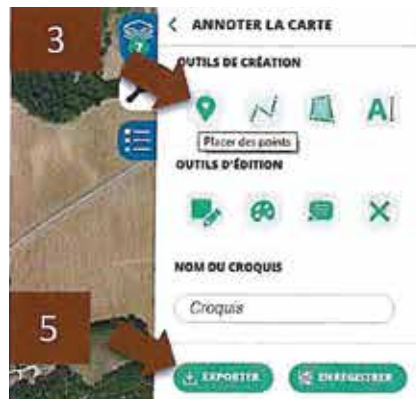 3
ANNOTER LA CARTE
OUTILS DE CRÉATION
A
Placer des points
OUTILS D'ÉDITION
NOM DU CROQUIS
Croquis
5
EXPORTER
ENREGISTRER